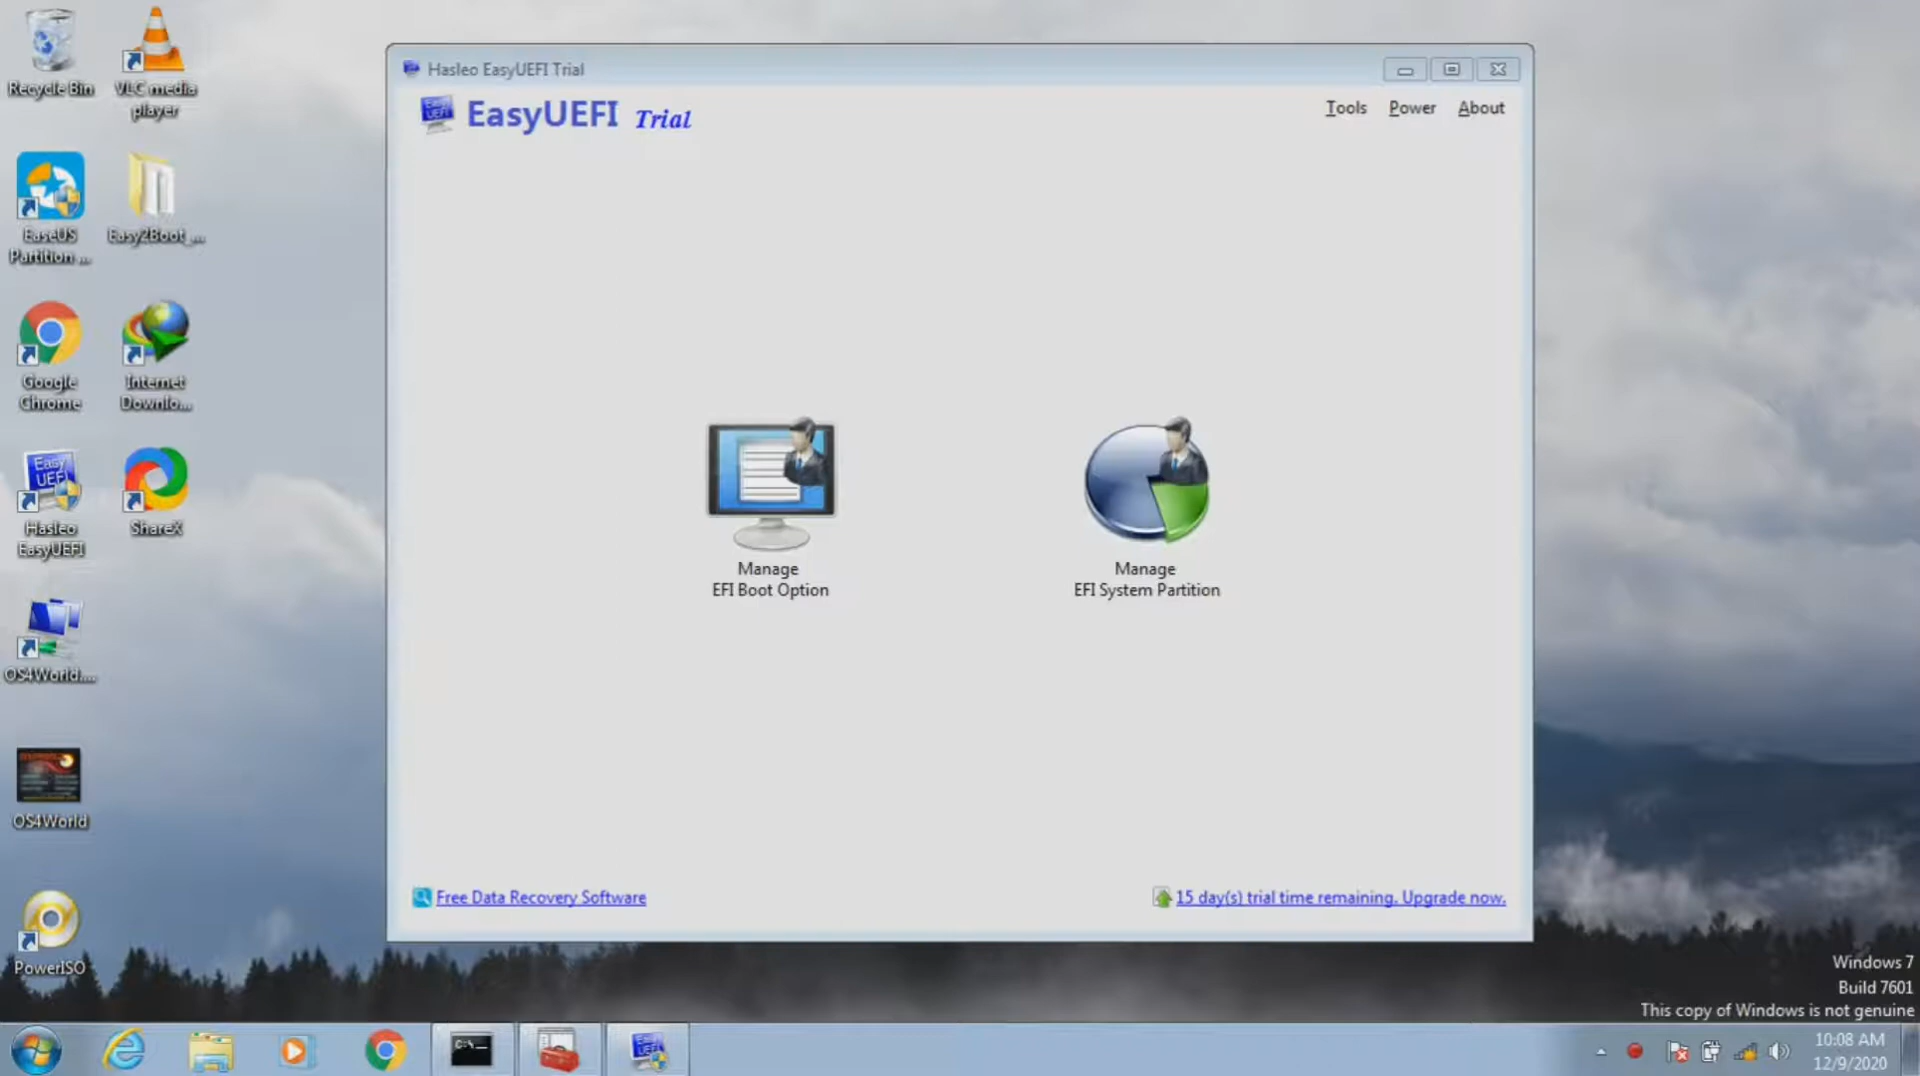 Recycle Bin
VLC media
player
EaseUS
Partition ...
Easy2Boot_...
Google
Chrome
Internet
Downlo...
Easy
UEFI
Hasleo
EasyUEFI
ShareX
OS4World....
OS4World
PowerISO
Hasleo EasyUEFI Trial
EasyUEFI Trial
Tools Power About
Manage
EFI Boot Option
Manage
EFI System Partition
Free Data Recovery Software
15 day(s) trial time remaining. Upgrade now.
Windows 7
Build 7601
This copy of Windows is not genuine
C:\_
10:08 AM
12/9/2020